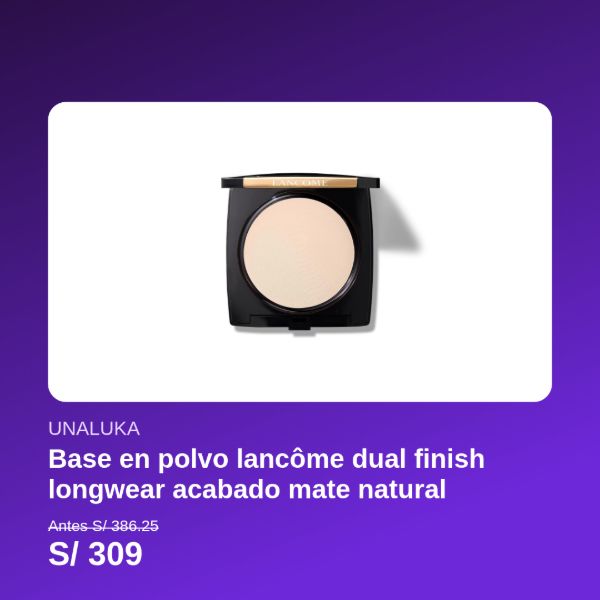 LANCÔME
UNALUKA
Base en polvo lancôme dual finish
longwear acabado mate natural
Antes S/ 386.25
S/ 309